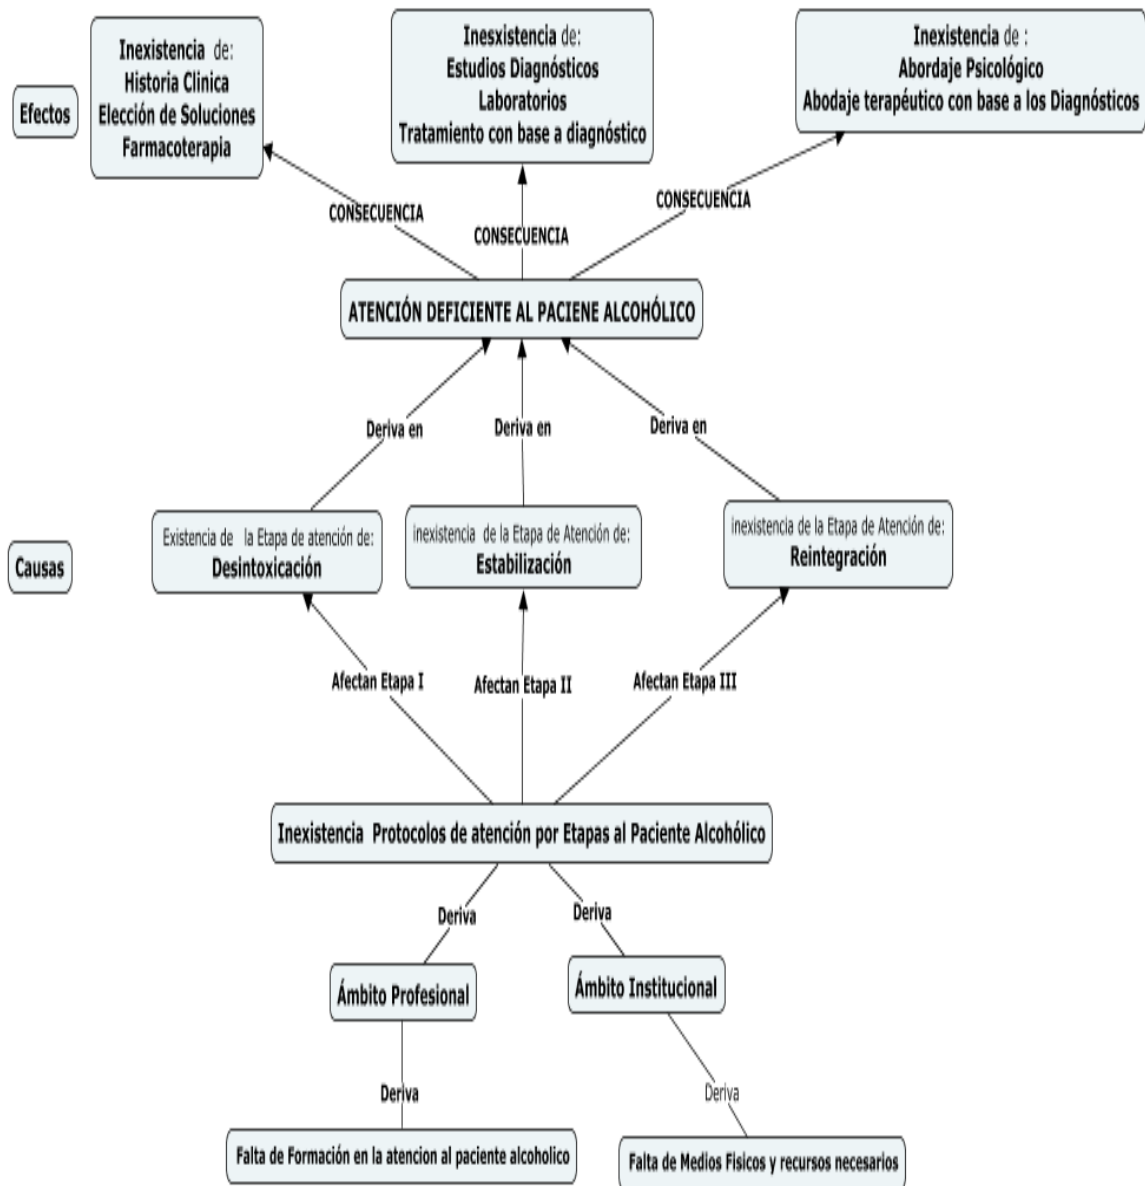 Inexistencia de:
Historia Clinica
Elección de Soluciones
Farmacoterapia
Inesxistencia de:
Estudios Diagnósticos
Laboratorios
Tratamiento con base a diagnóstico
Inexistencia de :
Abordaje Psicológico
Abodaje terapéutico con base a los Diagnósticos
Efectos
CONSECUENCIA
CONSECUENCIA
CONSECUENCIA
ATENCIÓN DEFICIENTE AL PACIENE ALCOHÓLICO
Deriva en
Deriva en
Deriva en
Existencia de la Etapa de atención de:
Desintoxicación
inexistencia de la Etapa de Atención de:
Estabilización
inexistencia de la Etapa de Atención de:
Reintegración
Causas
Afectan Etapa I
Afectan Etapa II
Afectan Etapa III
Inexistencia Protocolos de atención por Etapas al Paciente Alcohólico
Deriva
Deriva
Ámbito Profesional
Ámbito Institucional
Deriva
Deriva
Falta de Formación en la atencion al paciente alcoholico
Falta de Medios Fisicos y recursos necesarios